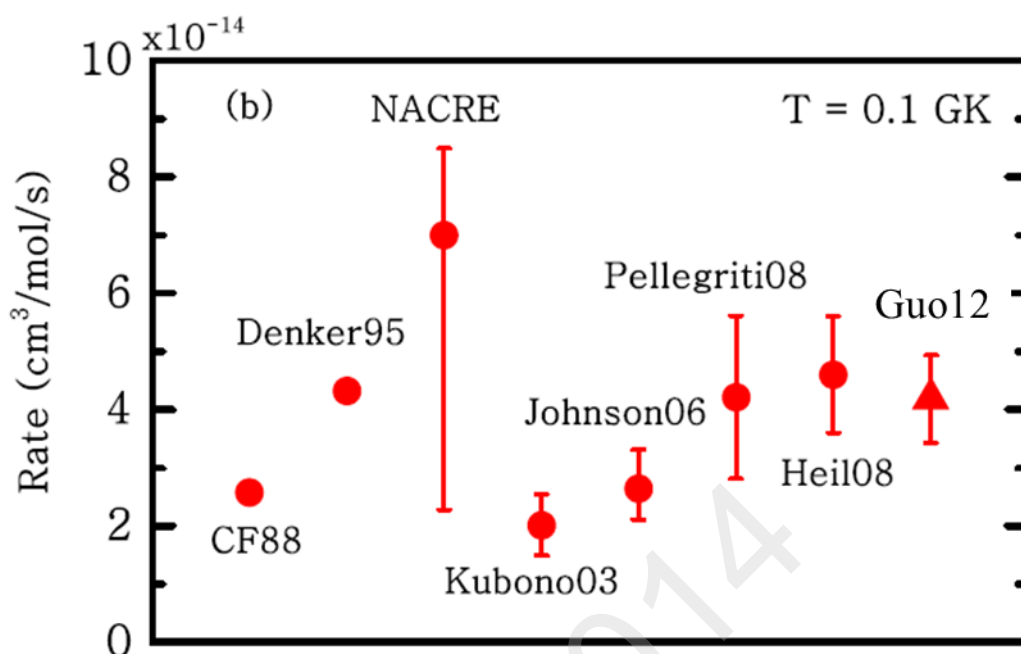 x10⁻¹⁴
10
(b)
NACRE
T = 0.1 GK
8
Pellegriti08
6
Guo12
Denker95
Rate (cm³/mol/s)
4
Johnson06
Heil08
CF88
2
Kubono03
014
0